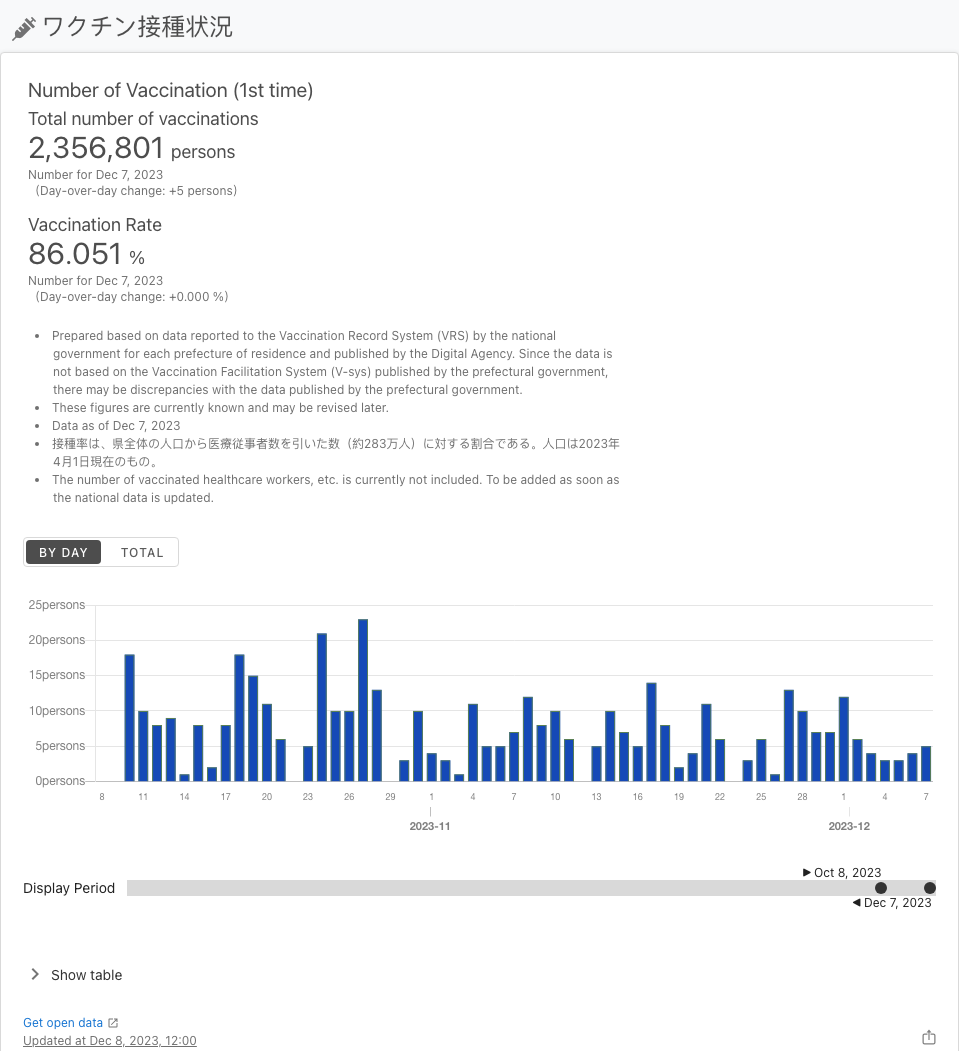 ワクチン接種状況
Number of Vaccination (1st time)
Total number of vaccinations
2,356,801 persons
Number for Dec 7, 2023
(Day-over-day change: +5 persons)
Vaccination Rate
86.051 %
Number for Dec 7, 2023
(Day-over-day change: +0.000 %)
• Prepared based on data reported to the Vaccination Record System (VRS) by the national
government for each prefecture of residence and published by the Digital Agency. Since the data is
not based on the Vaccination Facilitation System (V-sys) published by the prefectural government,
there may be discrepancies with the data published by the prefectural government.
• These figures are currently known and may be revised later.
• Data as of Dec 7, 2023
• 接種率は、県全体の人口から医療従事者数を引いた数（約283万人）に対する割合である。人口は2023年
4月1日現在のもの。
• The number of vaccinated healthcare workers, etc. is currently not included. To be added as soon as
the national data is updated.
BY DAY TOTAL
25persons
20persons
15persons
10persons
5persons
0persons
8 11 14 17 20 23 26 29 1 4 7 10 13 16 19 22 25 28 1 4 7
2023-11 2023-12
Oct 8, 2023
Display Period
Dec 7, 2023
Show table
Get open data
Updated at Dec 8, 2023, 12:00